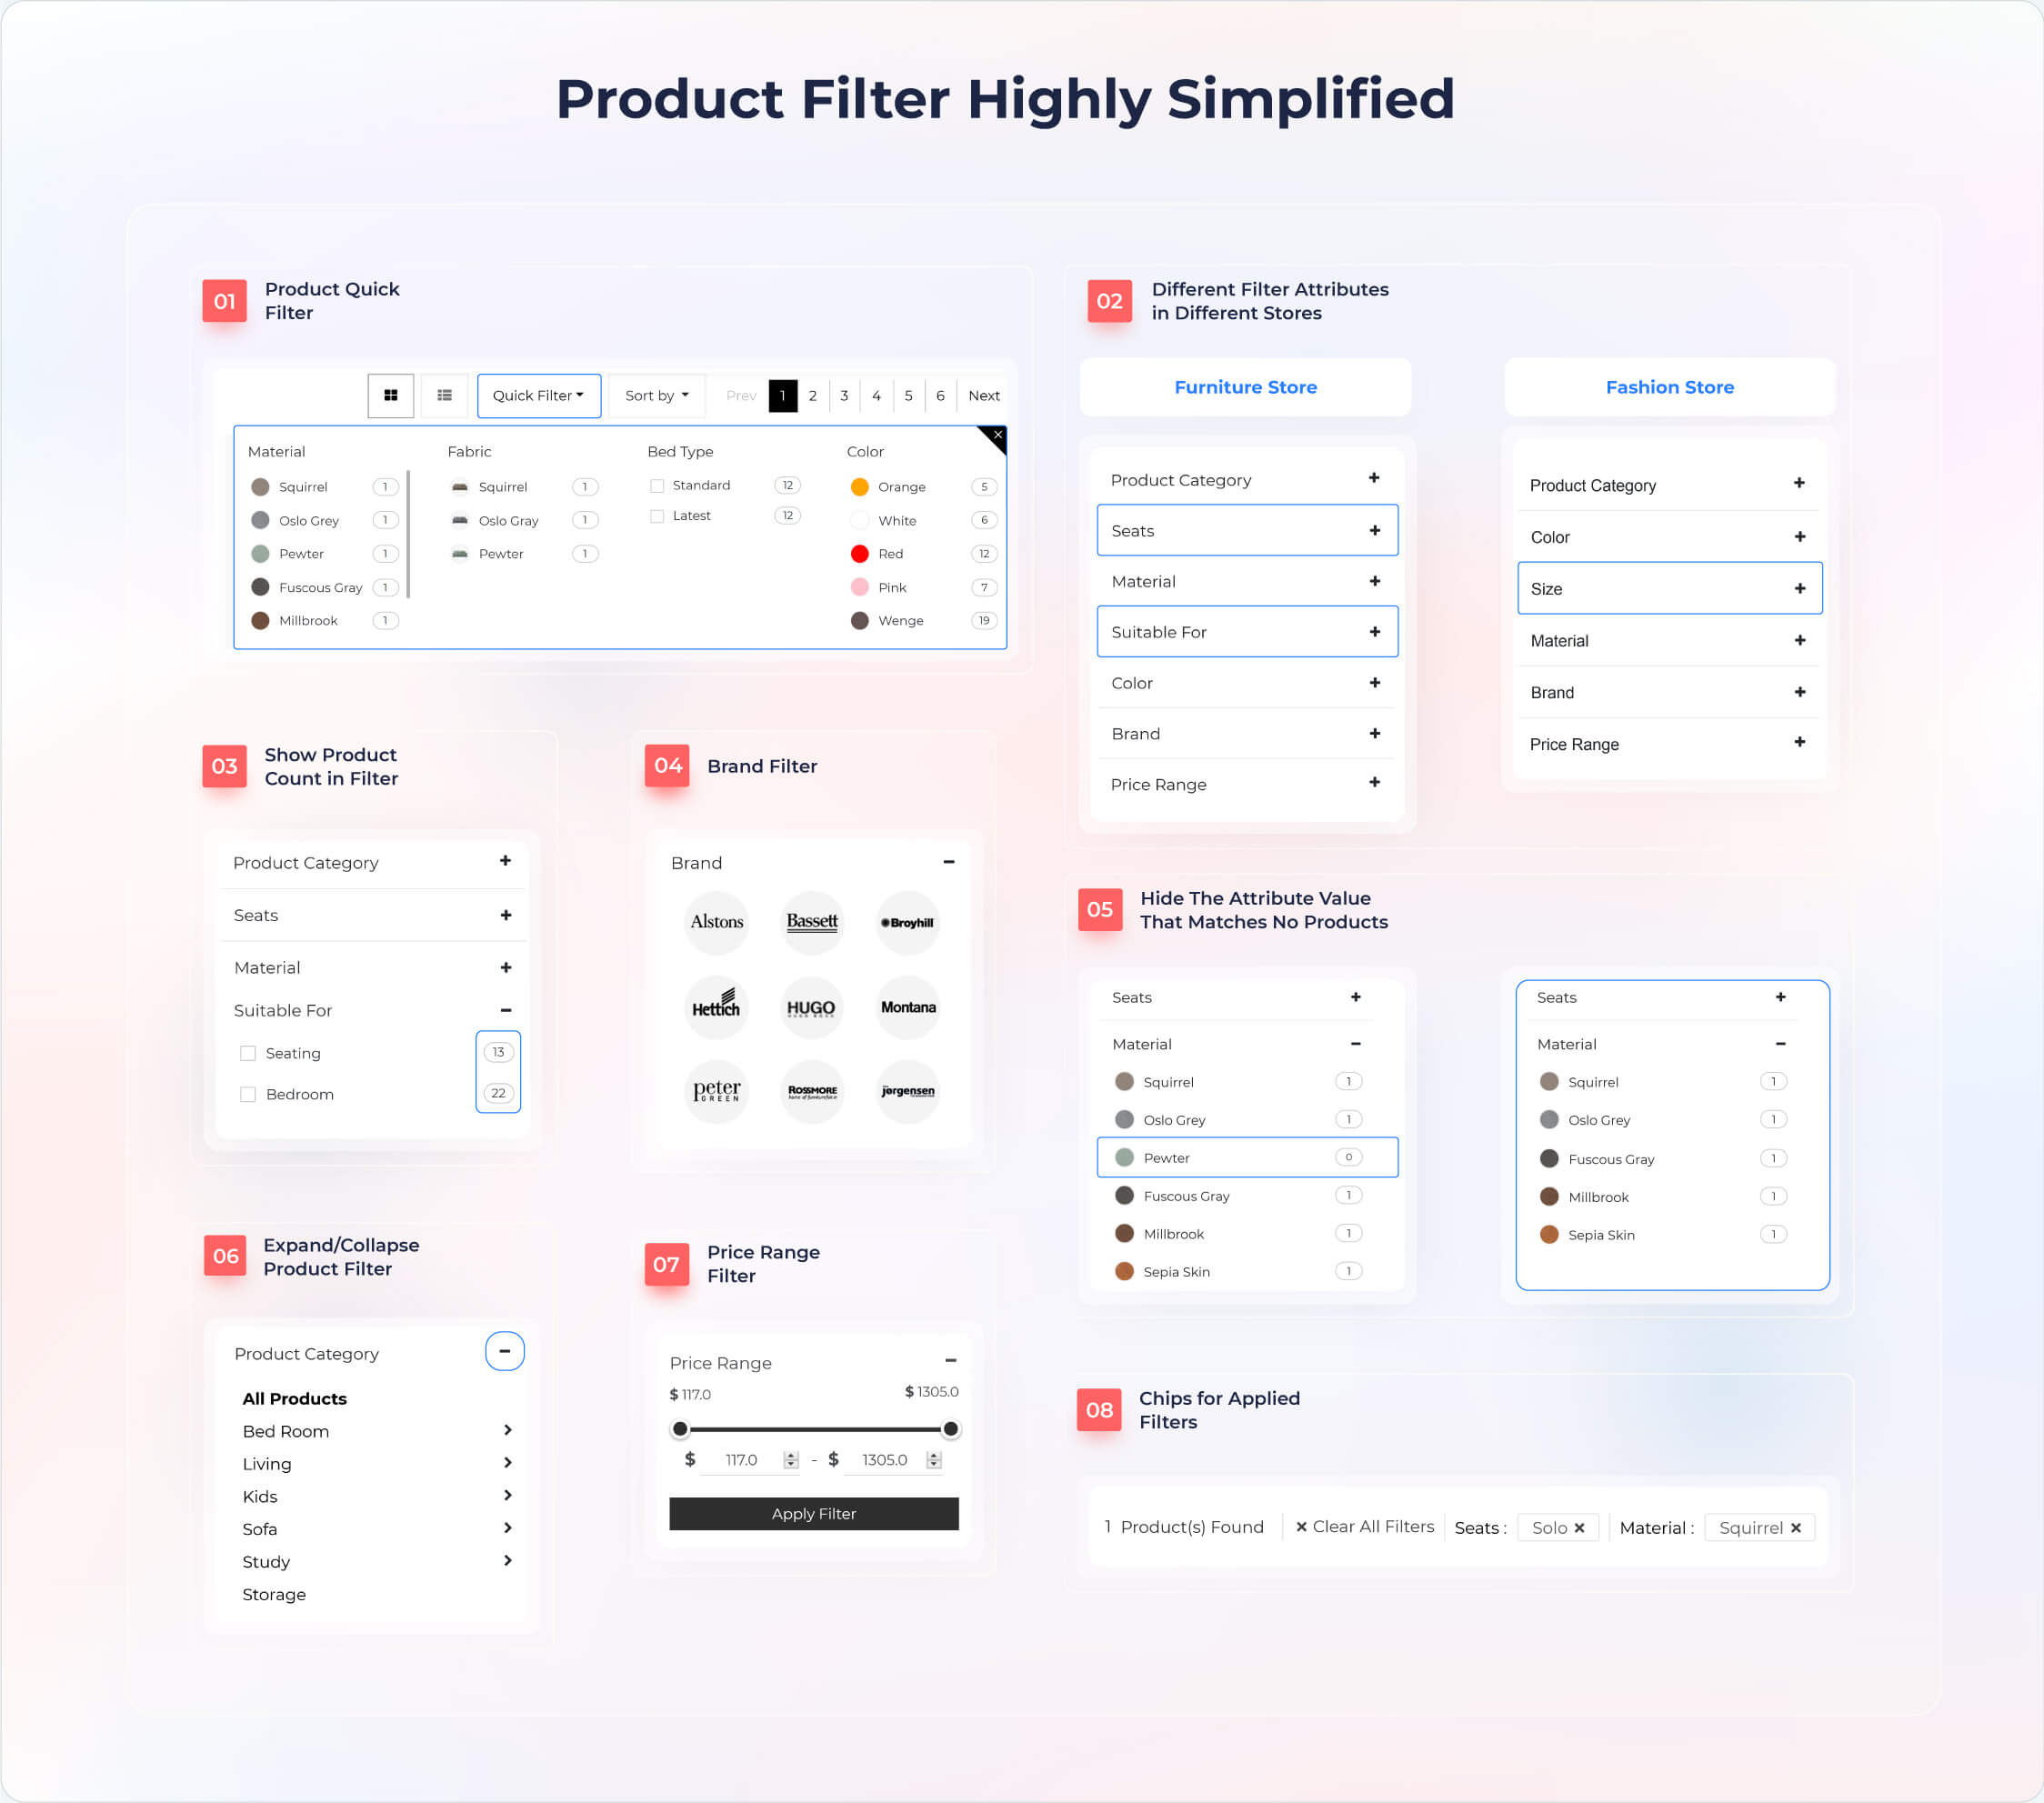 Product Filter Highly Simplified
01
Product Quick
Filter
Quick Filter
Sort by
Prev 1 2 3 4 5 6 Next
Material
Squirrel 1
Oslo Grey 1
Pewter 1
Fuscous Gray 1
Millbrook 1
Fabric
Squirrel 1
Oslo Gray 1
Pewter 1
Bed Type
Standard 12
Latest 12
Color
Orange 5
White 6
Red 12
Pink 7
Wenge 19
02
Different Filter Attributes
in Different Stores
Furniture Store
Product Category
Seats
Material
Suitable For
Color
Brand
Price Range
Fashion Store
Product Category
Color
Size
Material
Brand
Price Range
03
Show Product
Count in Filter
Product Category
Seats
Material
Suitable For
Seating 13
Bedroom 22
04
Brand Filter
Brand
Alstons
Bassett
Broyhill
Hettich
HUGO
Montana
peter
GREEN
ROSSMORE
jørgensen
05
Hide The Attribute Value
That Matches No Products
Seats
Material
Squirrel 1
Oslo Grey 1
Pewter 0
Fuscous Gray 1
Millbrook 1
Sepia Skin 1
Seats
Material
Squirrel 1
Oslo Grey 1
Fuscous Gray 1
Millbrook 1
Sepia Skin 1
06
Expand/Collapse
Product Filter
Product Category
All Products
Bed Room
Living
Kids
Sofa
Study
Storage
07
Price Range
Filter
Price Range
$ 117.0 $ 1305.0
$ 117.0 - $ 1305.0
Apply Filter
08
Chips for Applied
Filters
1 Product(s) Found
Clear All Filters
Seats : Solo
Material : Squirrel